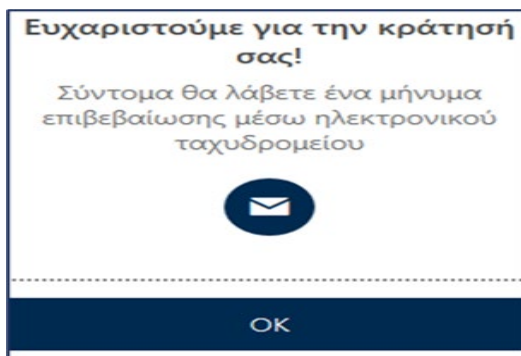 Ευχαριστούμε για την κράτησή
σας!
Σύντομα θα λάβετε ένα μήνυμα
επιβεβαίωσης μέσω ηλεκτρονικού
ταχυδρομείου
OK